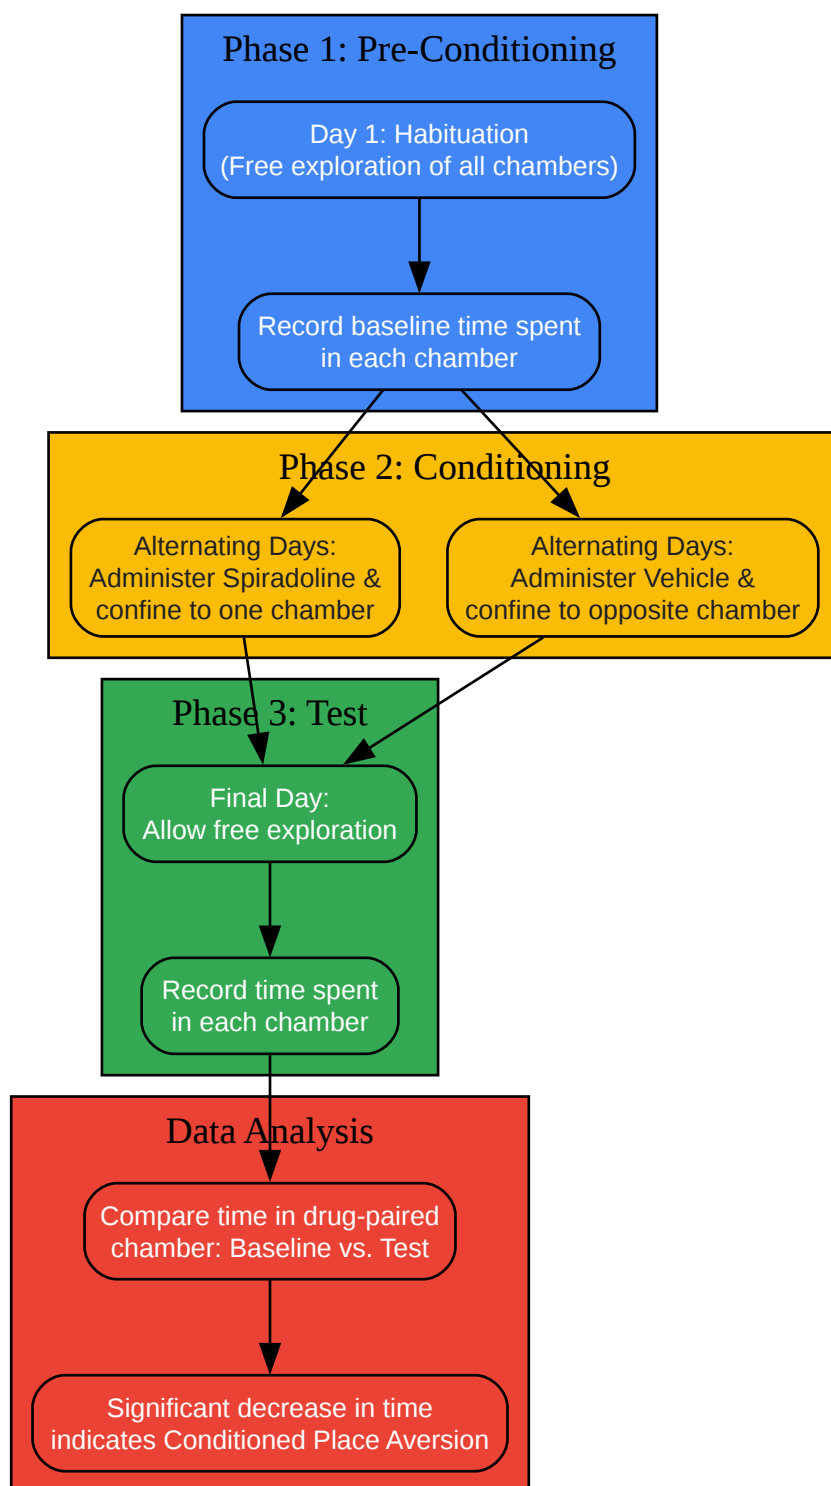 Phase 1: Pre-Conditioning
Day 1: Habituation
(Free exploration of all chambers)
Record baseline time spent
in each chamber
Phase 2: Conditioning
Alternating Days:
Administer Spiradoline &
confine to one chamber
Alternating Days:
Administer Vehicle &
confine to opposite chamber
Phase 3: Test
Final Day:
Allow free exploration
Record time spent
in each chamber
Data Analysis
Compare time in drug-paired
chamber: Baseline vs. Test
Significant decrease in time
indicates Conditioned Place Aversion